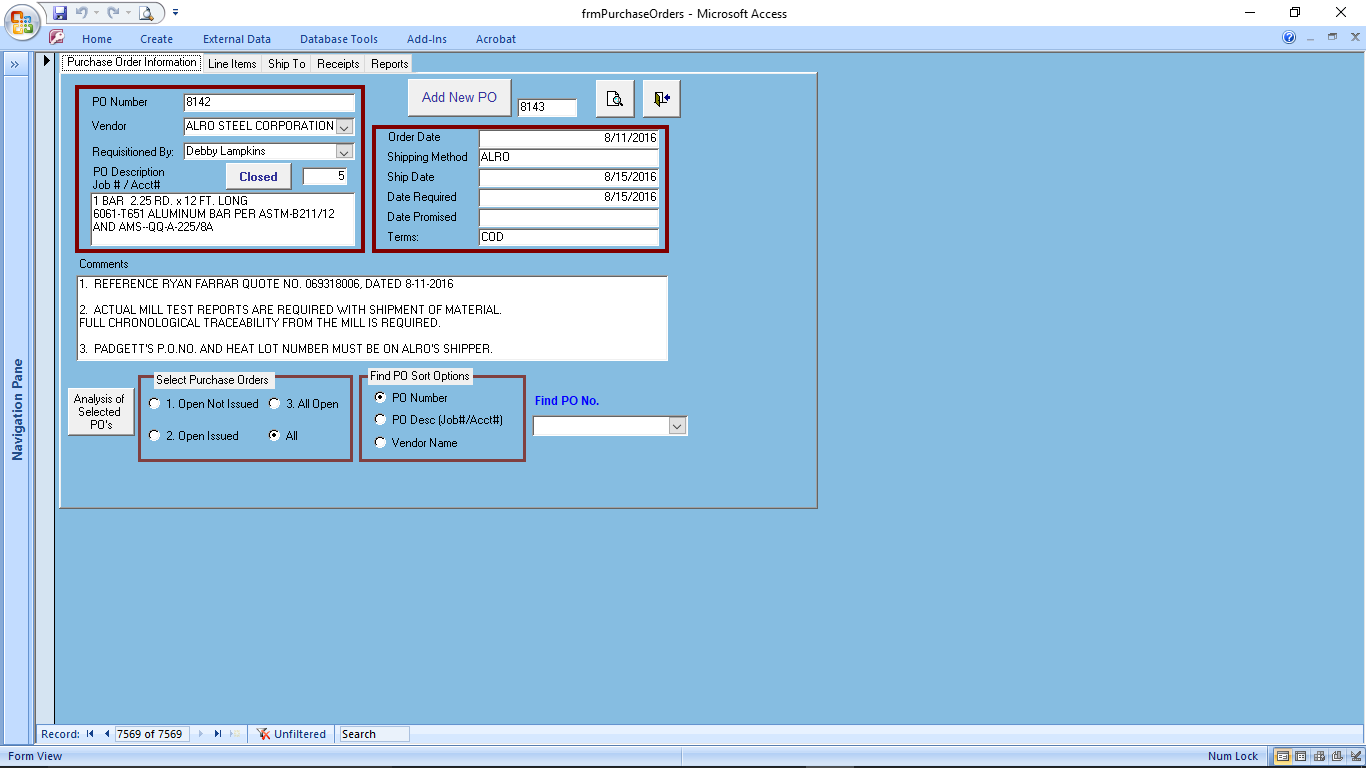 frmPurchaseOrders - Microsoft Access
Home Create External Data Database Tools Add-Ins Acrobat
Purchase Order Information Line Items Ship To Receipts Reports
PO Number 8142
Vendor ALRO STEEL CORPORATION
Requisitioned By: Debby Lampkins
PO Description
Job # / Acct#
Closed 5
1 BAR  2.25 RD. x 12 FT. LONG
6061-T651 ALUMINUM BAR PER ASTM-B211/12
AND AMS--QQ-A-225/8A
Add New PO 8143
Order Date 8/11/2016
Shipping Method ALRO
Ship Date 8/15/2016
Date Required 8/15/2016
Date Promised
Terms: COD
Comments
1.  REFERENCE RYAN FARRAR QUOTE NO. 069318006, DATED 8-11-2016
2.  ACTUAL MILL TEST REPORTS ARE REQUIRED WITH SHIPMENT OF MATERIAL.
FULL CHRONOLOGICAL TRACEABILITY FROM THE MILL IS REQUIRED.
3.  PADGETT'S P.O.NO. AND HEAT LOT NUMBER MUST BE ON ALRO'S SHIPPER.
Analysis of
Selected
PO's
Select Purchase Orders
1. Open Not Issued 3. All Open
2. Open Issued All
Find PO Sort Options
PO Number
PO Desc (Job#/Acct#)
Vendor Name
Find PO No.
Navigation Pane
Record: 7569 of 7569 Unfiltered Search
Form View Num Lock